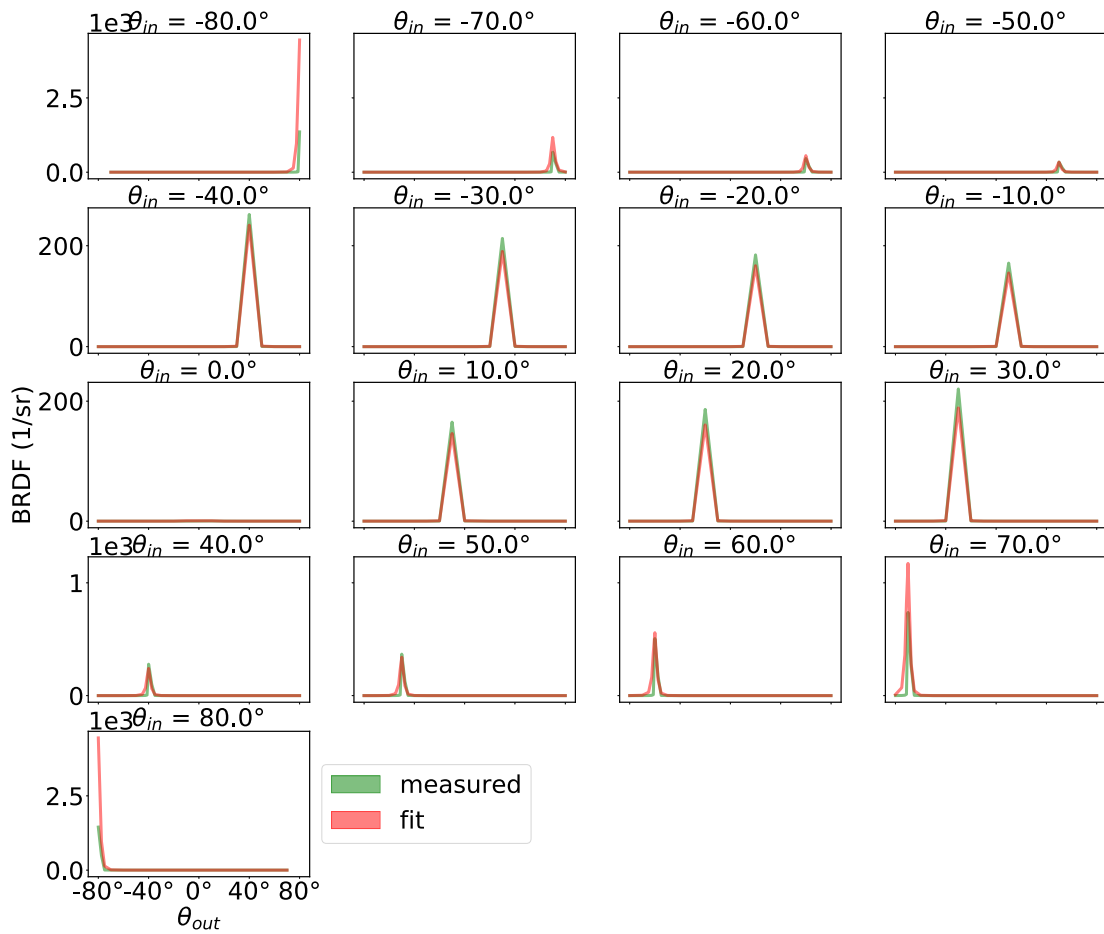 1e3
θin = -80.0°
θin = -70.0°
θin = -60.0°
θin = -50.0°
2.5
0.0
θin = -40.0°
θin = -30.0°
θin = -20.0°
θin = -10.0°
200
0
θin = 0.0°
θin = 10.0°
θin = 20.0°
θin = 30.0°
200
0
BRDF (1/sr)
1e3
θin = 40.0°
θin = 50.0°
θin = 60.0°
θin = 70.0°
1
0
1e3
θin = 80.0°
2.5
0.0
-80° -40° 0° 40° 80°
θout
measured
fit